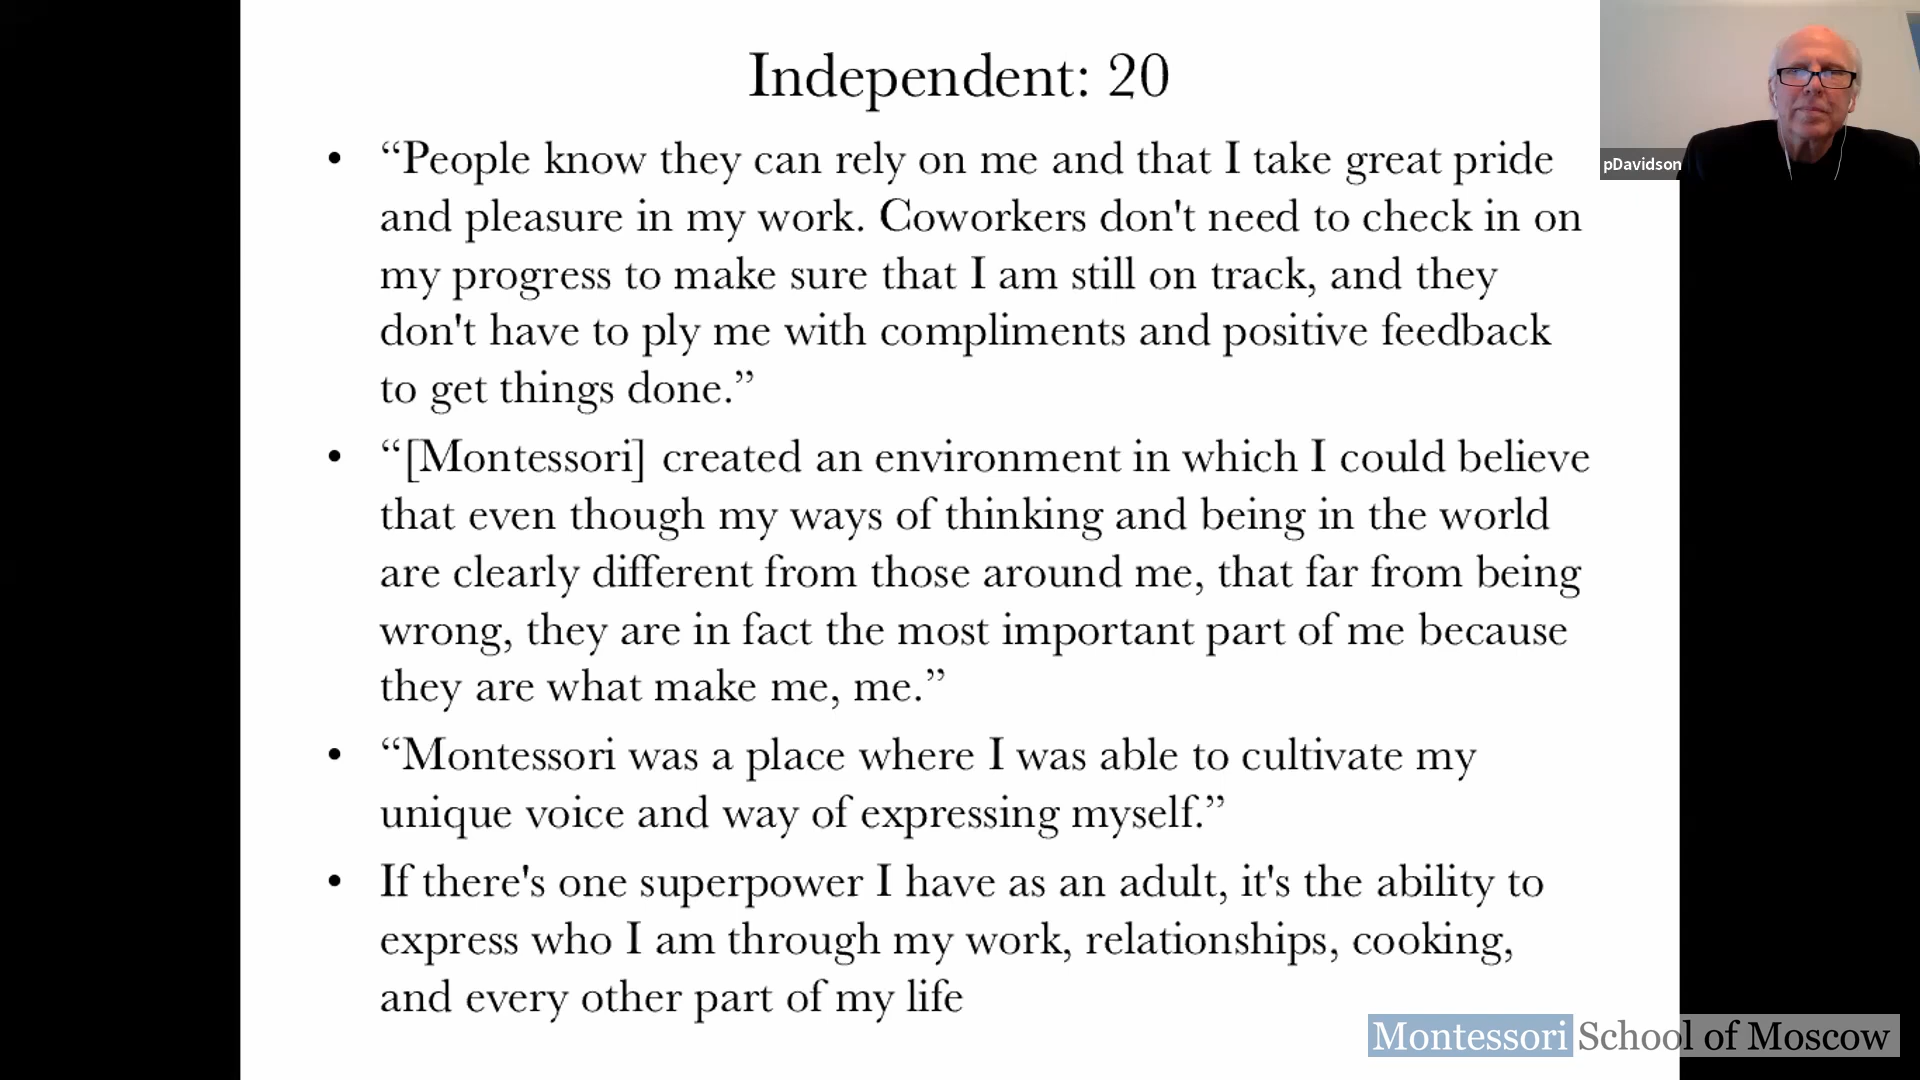 Independent: 20
• “People know they can rely on me and that I take great pride
and pleasure in my work. Coworkers don't need to check in on
my progress to make sure that I am still on track, and they
don't have to ply me with compliments and positive feedback
to get things done.”
• “[Montessori] created an environment in which I could believe
that even though my ways of thinking and being in the world
are clearly different from those around me, that far from being
wrong, they are in fact the most important part of me because
they are what make me, me.”
• “Montessori was a place where I was able to cultivate my
unique voice and way of expressing myself.”
• If there's one superpower I have as an adult, it's the ability to
express who I am through my work, relationships, cooking,
and every other part of my life
pDavidson
Montessori School of Moscow